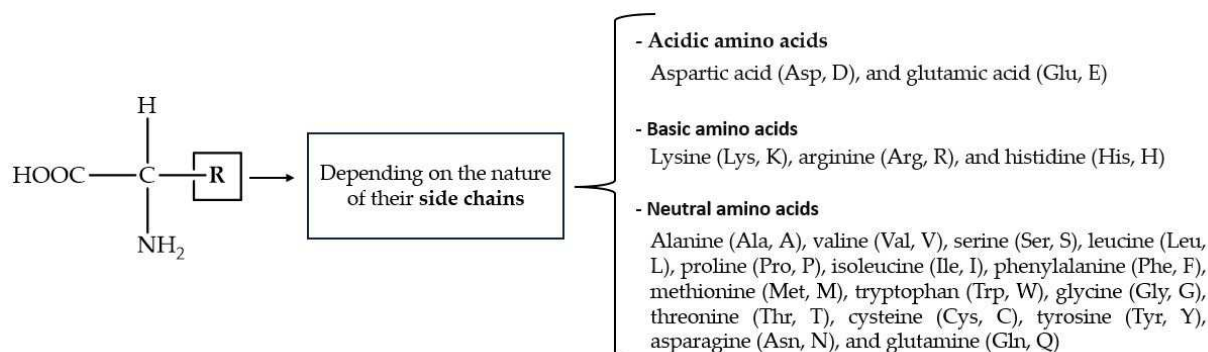 H
HOOC C R
NH₂
Depending on the nature
of their side chains
- Acidic amino acids
Aspartic acid (Asp, D), and glutamic acid (Glu, E)
- Basic amino acids
Lysine (Lys, K), arginine (Arg, R), and histidine (His, H)
- Neutral amino acids
Alanine (Ala, A), valine (Val, V), serine (Ser, S), leucine (Leu,
L), proline (Pro, P), isoleucine (Ile, I), phenylalanine (Phe, F),
methionine (Met, M), tryptophan (Trp, W), glycine (Gly, G),
threonine (Thr, T), cysteine (Cys, C), tyrosine (Tyr, Y),
asparagine (Asn, N), and glutamine (Gln, Q)